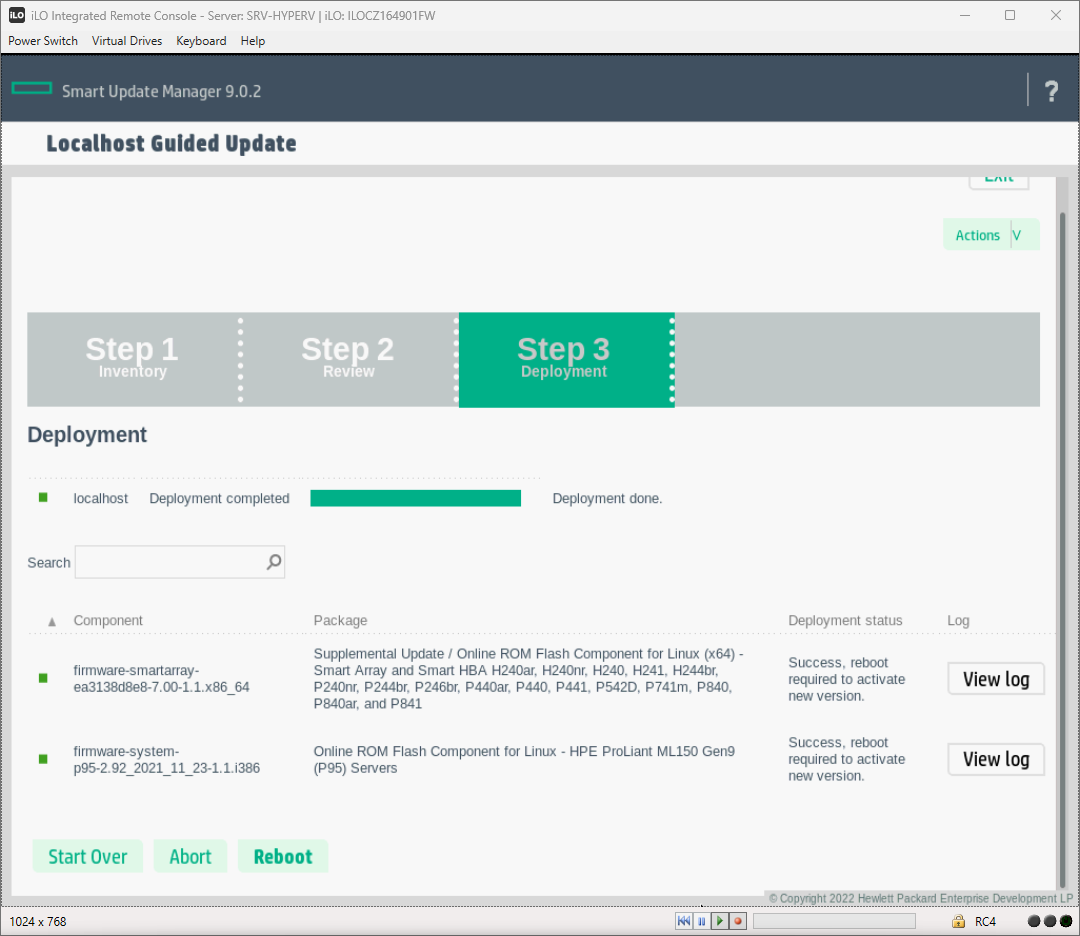 iLO iLO Integrated Remote Console - Server: SRV-HYPERV | iLO: ILOCZ164901FW
Power Switch Virtual Drives Keyboard Help
Smart Update Manager 9.0.2 ?
Localhost Guided Update
Exit
Actions V
Step 1 Step 2 Step 3
Inventory Review Deployment
Deployment
localhost Deployment completed Deployment done.
Search
Component Package Deployment status Log
firmware-smartarray-
ea3138d8e8-7.00-1.1.x86_64
Supplemental Update / Online ROM Flash Component for Linux (x64) -
Smart Array and Smart HBA H240ar, H240nr, H240, H241, H244br,
P240nr, P244br, P246br, P440ar, P440, P441, P542D, P741m, P840,
P840ar, and P841
Success, reboot
required to activate
new version.
View log
firmware-system-
p95-2.92_2021_11_23-1.1.i386
Online ROM Flash Component for Linux - HPE ProLiant ML150 Gen9
(P95) Servers
Success, reboot
required to activate
new version.
View log
Start Over Abort Reboot
© Copyright 2022 Hewlett Packard Enterprise Development LP
1024 x 768 RC4